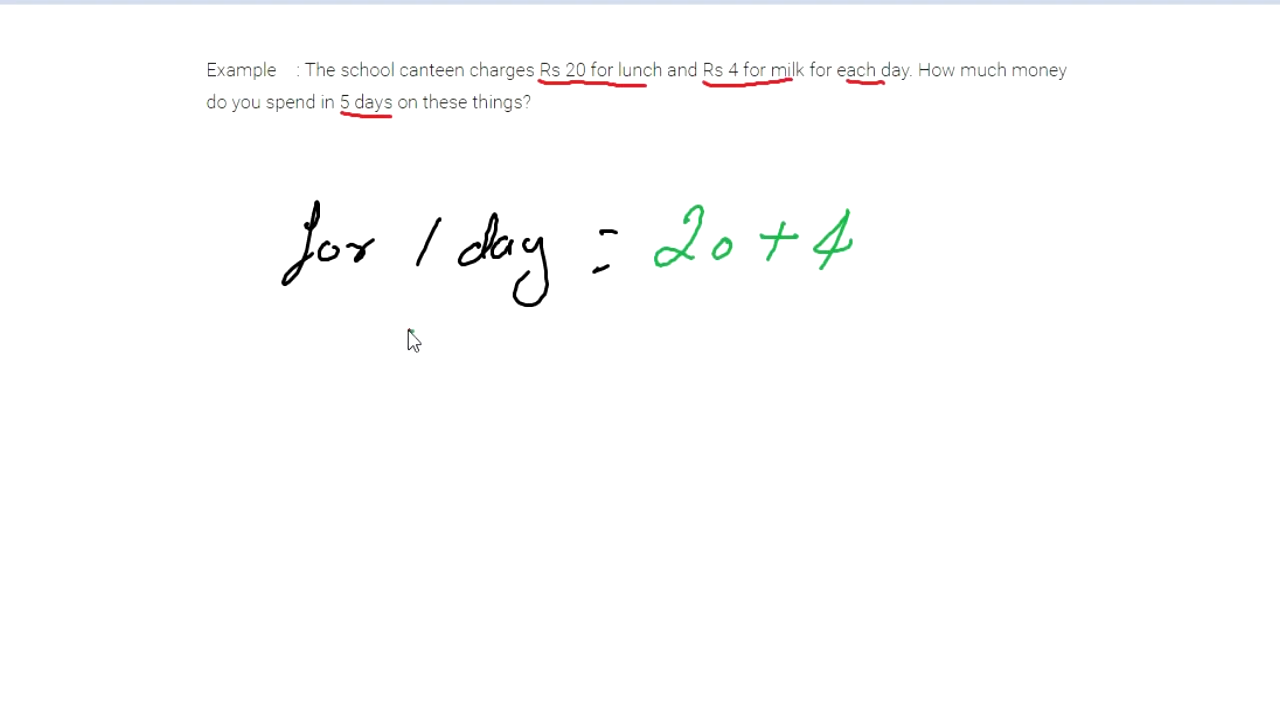 Example : The school canteen charges Rs 20 for lunch and Rs 4 for milk for each day. How much money
do you spend in 5 days on these things?
for 1 day = 20 + 4